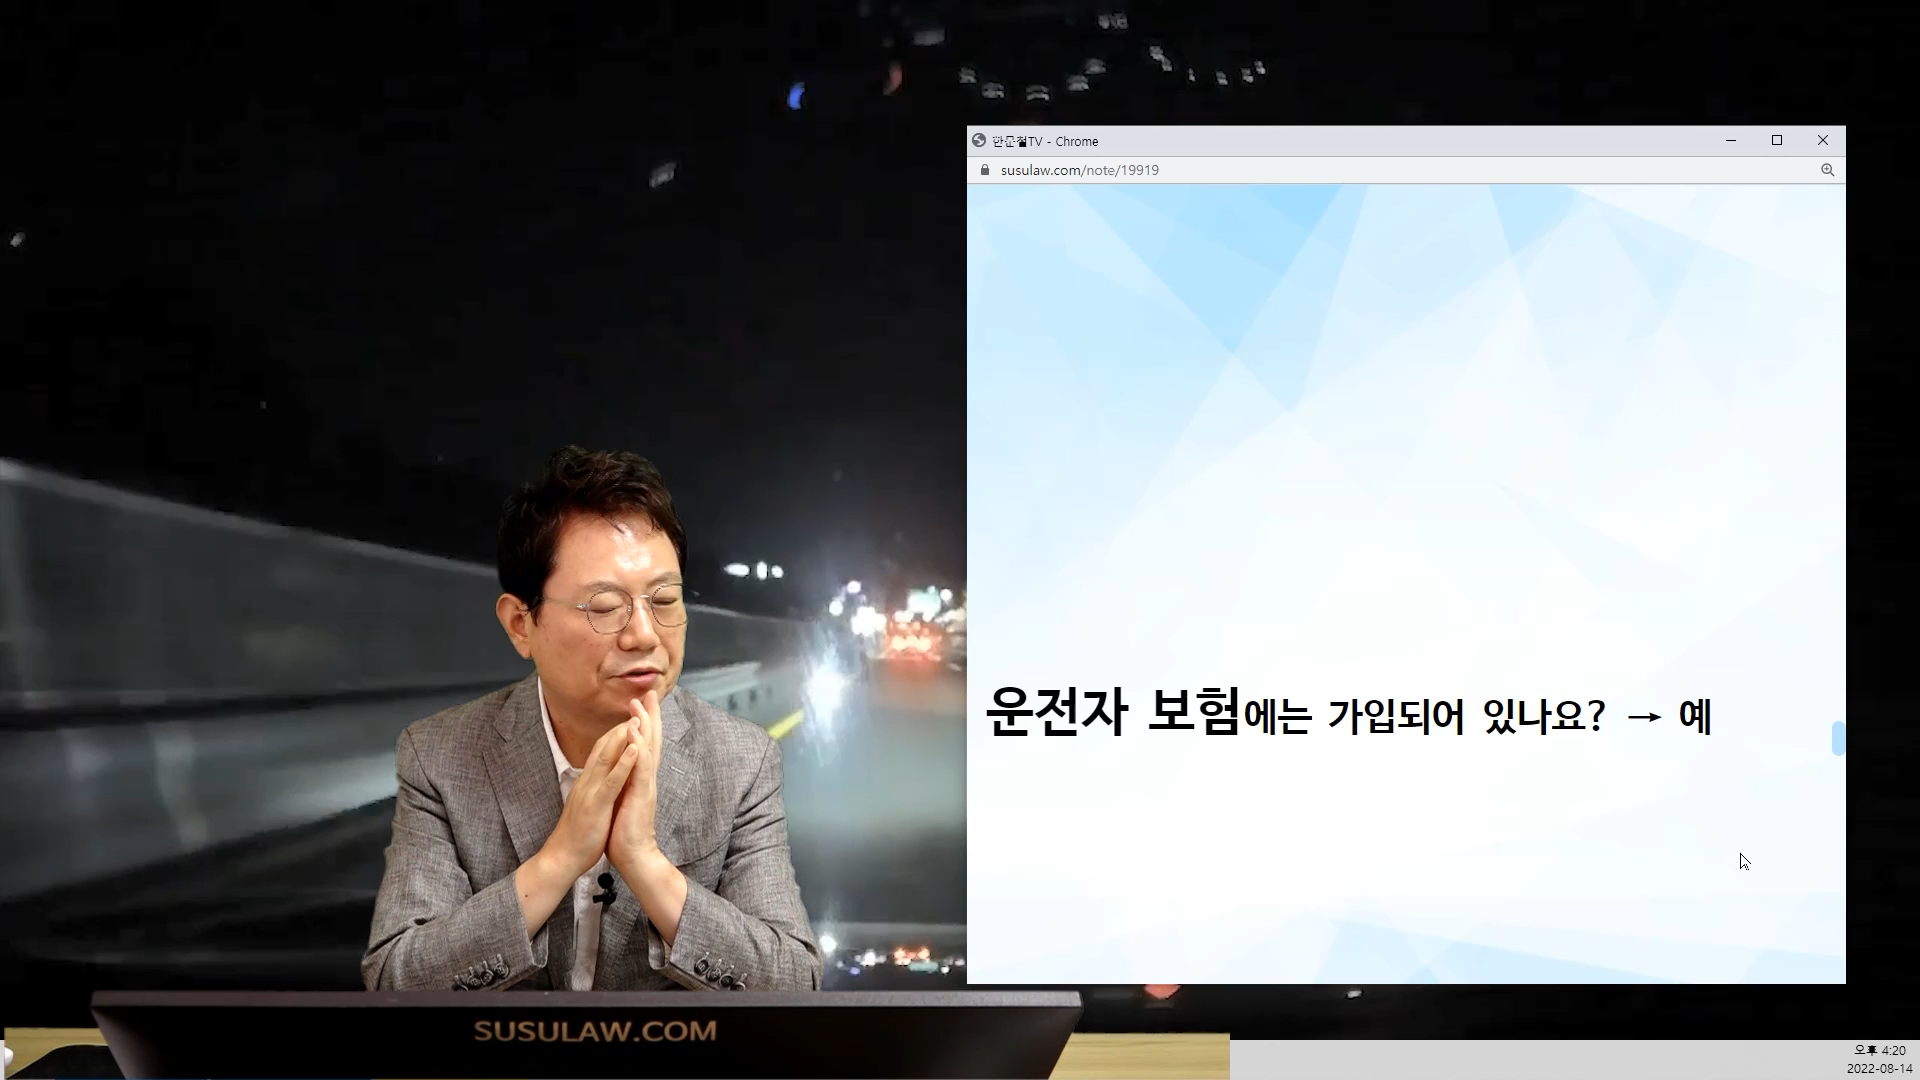 한문철TV - Chrome
susulaw.com/note/19919
운전자 보험에는 가입되어 있나요? → 예
SUSULAW.COM
오후 4:20
2022-08-14